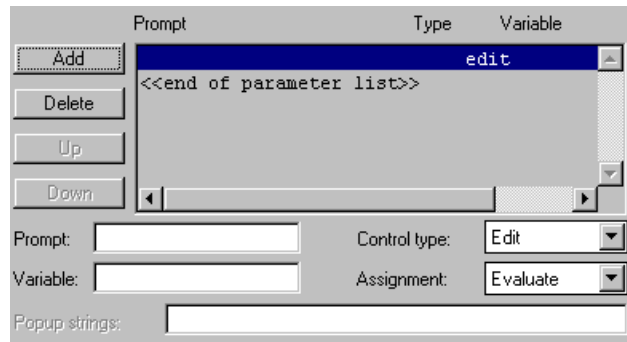 Prompt Type Variable
Add
edit
<<end of parameter list>>
Delete
Up
Down
Prompt: Control type: Edit
Variable: Assignment: Evaluate
Popup strings: